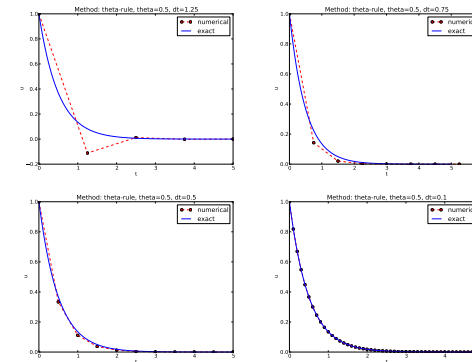 Method: theta-rule, theta=0.5, dt=1.25
1.0
0.8
0.6
0.4
0.2
0.0
−0.2
0 1 2 3 4 5
t
u
numerical
exact
Method: theta-rule, theta=0.5, dt=0.75
1.0
0.8
0.6
0.4
0.2
0.0
0 1 2 3 4 5
t
u
numerical
exact
Method: theta-rule, theta=0.5, dt=0.5
1.0
0.8
0.6
0.4
0.2
0.0
0 1 2 3 4 5
t
u
numerical
exact
Method: theta-rule, theta=0.5, dt=0.1
1.0
0.8
0.6
0.4
0.2
0.0
0 1 2 3 4 5
t
u
numerical
exact